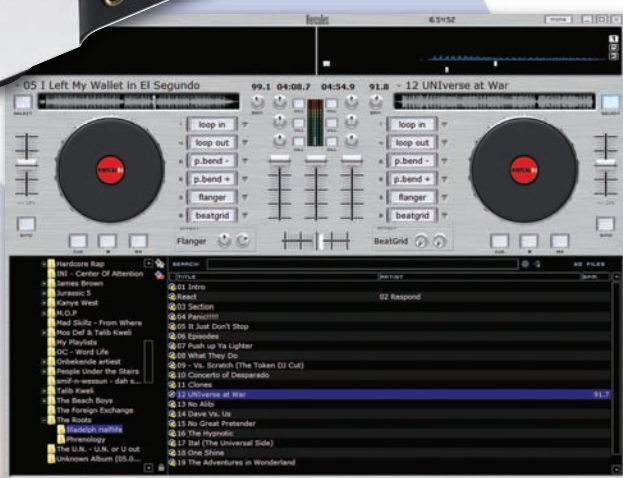 Hercules
16:54:52
- 05 I Left My Wallet in El Segundo
99.1 04:08.7 04:54.9 91.8
- 12 UNIverse at War
SELECT
SELECT
loop in
loop out
p.bend -
p.bend +
flanger
beatgrid
loop in
loop out
p.bend -
p.bend +
flanger
beatgrid
EFFECT
EFFECT
Flanger
BeatGrid
Hardcore Rap
INI - Center Of Attention
James Brown
Jurassic 5
Kanye West
M.O.P
Mad Skillz - From Where
Mos Def & Talib Kweli
My Playlists
OC - Word Life
Onbekende artiest
People Under the Stairs
smif-n-wessun - dah s...
Talib Kweli
The Beach Boys
The Foreign Exchange
The Roots
Illadelph Halflife
Phrenology
The U.N. - U.N. or U out
Unknown Album (05.0...
SEARCH:
FILES
TITLE ARTIST BPM
01 Intro
React 02 Respond
03 Section
04 Panic!!!!!
05 It Just Don't Stop
06 Episodes
07 Push up Ya Lighter
08 What They Do
09 - Vs. Scratch (The Token DJ Cut)
10 Concerto of Desparado
11 Clones
12 UNIverse at War 91.7
13 No Alibi
14 Dave Vs. Us
15 No Great Pretender
16 The Hypnotic
17 Ital (The Universal Side)
18 One Shine
19 The Adventures in Wonderland